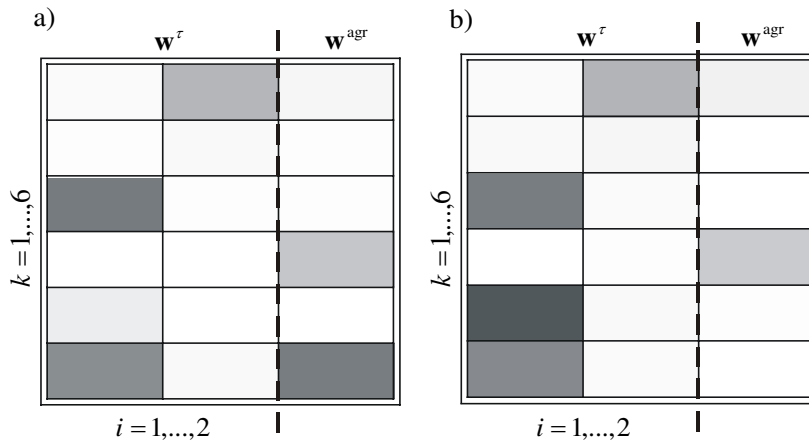 a)
w^τ w^agr
k = 1,...,6
i = 1,...,2
b)
w^τ w^agr
k = 1,...,6
i = 1,...,2